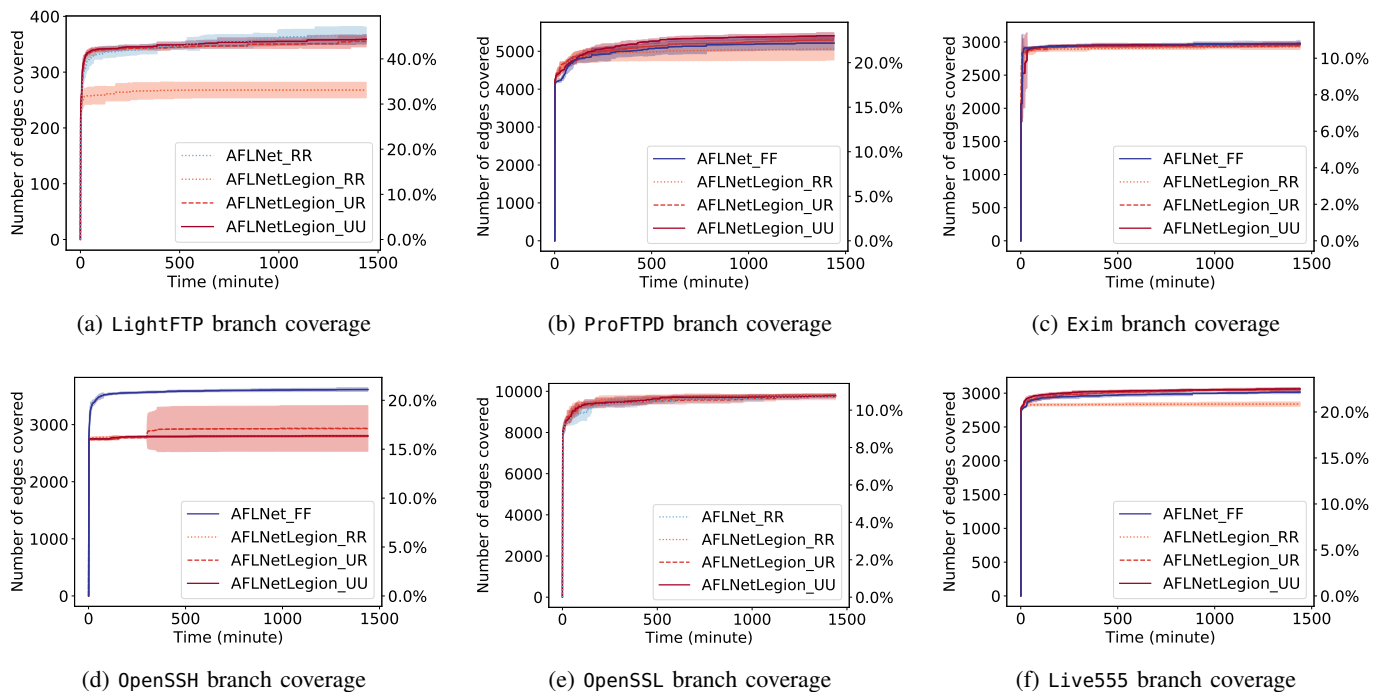 Number of edges covered
400
300
200
100
0
40.0%
30.0%
20.0%
10.0%
0.0%
AFLNet_RR
AFLNetLegion_RR
AFLNetLegion_UR
AFLNetLegion_UU
0 500 1000 1500
Time (minute)
(a) LightFTP branch coverage
Number of edges covered
5000
4000
3000
2000
1000
0
20.0%
15.0%
10.0%
5.0%
0.0%
AFLNet_FF
AFLNetLegion_RR
AFLNetLegion_UR
AFLNetLegion_UU
0 500 1000 1500
Time (minute)
(b) ProFTPD branch coverage
Number of edges covered
3000
2500
2000
1500
1000
500
0
10.0%
8.0%
6.0%
4.0%
2.0%
0.0%
AFLNet_FF
AFLNetLegion_RR
AFLNetLegion_UR
AFLNetLegion_UU
0 500 1000 1500
Time (minute)
(c) Exim branch coverage
Number of edges covered
3000
2000
1000
0
20.0%
15.0%
10.0%
5.0%
0.0%
AFLNet_FF
AFLNetLegion_RR
AFLNetLegion_UR
AFLNetLegion_UU
0 500 1000 1500
Time (minute)
(d) OpenSSH branch coverage
Number of edges covered
10000
8000
6000
4000
2000
0
10.0%
8.0%
6.0%
4.0%
2.0%
0.0%
AFLNet_RR
AFLNetLegion_RR
AFLNetLegion_UR
AFLNetLegion_UU
0 500 1000 1500
Time (minute)
(e) OpenSSL branch coverage
Number of edges covered
3000
2500
2000
1500
1000
500
0
20.0%
15.0%
10.0%
5.0%
0.0%
AFLNet_FF
AFLNetLegion_RR
AFLNetLegion_UR
AFLNetLegion_UU
0 500 1000 1500
Time (minute)
(f) Live555 branch coverage